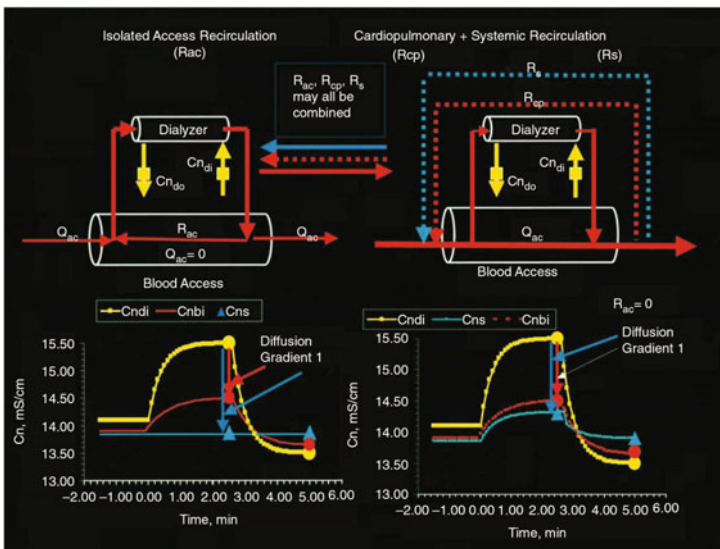 Isolated Access Recirculation
(Rac)
Cardiopulmonary + Systemic Recirculation
(Rcp) (Rs)
Rac, Rcp, Rs
may all be
combined
Dialyzer
Cndi
Cndo
Qac
Rac
Qac = 0
Qac
Blood Access
Rs
Rcp
Dialyzer
Cndi
Cndo
Qac
Blood Access
Rac = 0
Cndi Cnbi Cns
Diffusion
Gradient 1
Cn, mS/cm
15.50
15.00
14.50
14.00
13.50
13.00
−2.00 −1.00 0.00 1.00 2.00 3.00 4.00 5.00 6.00
Time, min
Cndi Cns Cnbi
Diffusion
Gradient 1
Cn, mS/cm
15.50
15.00
14.50
14.00
13.50
13.00
−2.00 −1.00 0.00 1.00 2.00 3.00 4.00 5.00 6.00
Time, min